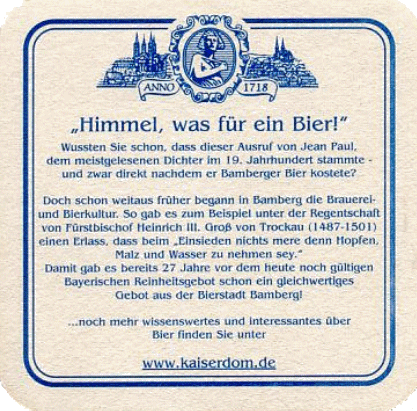 ANNO 1718
„Himmel, was für ein Bier!“
Wussten Sie schon, dass dieser Ausruf von Jean Paul,
dem meistgelesenen Dichter im 19. Jahrhundert stammte -
und zwar direkt nachdem er Bamberger Bier kostete?
Doch schon weitaus früher begann in Bamberg die Brauerei-
und Bierkultur. So gab es zum Beispiel unter der Regentschaft
von Fürstbischof Heinrich III. Groß von Trockau (1487-1501)
einen Erlass, dass beim „Einsieden nichts mere denn Hopfen,
Malz und Wasser zu nehmen sey.“
Damit gab es bereits 27 Jahre vor dem heute noch gültigen
Bayerischen Reinheitsgebot schon ein gleichwertiges
Gebot aus der Bierstadt Bamberg!
...noch mehr wissenswertes und interessantes über
Bier finden Sie unter
www.kaiserdom.de